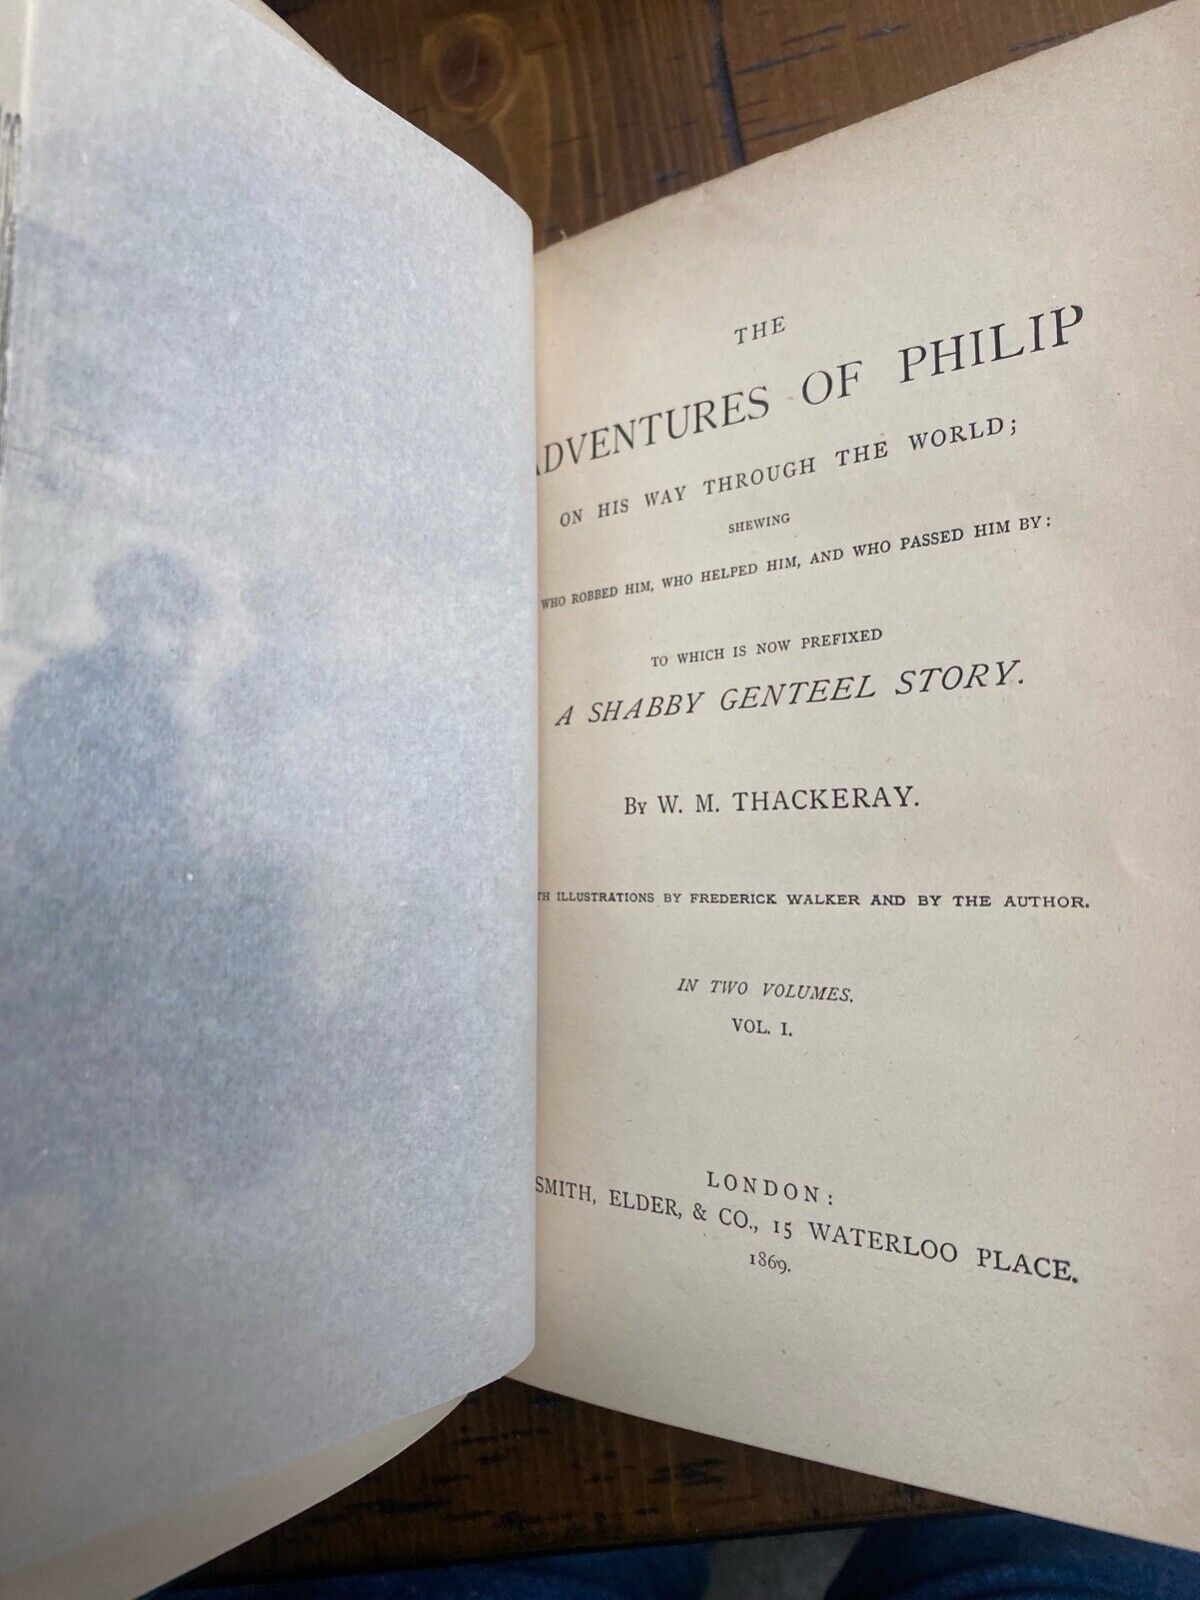 THE
ADVENTURES OF PHILIP
ON HIS WAY THROUGH THE WORLD;
SHEWING
WHO ROBBED HIM, WHO HELPED HIM, AND WHO PASSED HIM BY:
TO WHICH IS NOW PREFIXED
A SHABBY GENTEEL STORY.
By W. M. THACKERAY.
TH ILLUSTRATIONS BY FREDERICK WALKER AND BY THE AUTHOR.
IN TWO VOLUMES.
VOL. I.
LONDON:
SMITH, ELDER, & CO., 15 WATERLOO PLACE.
1869.